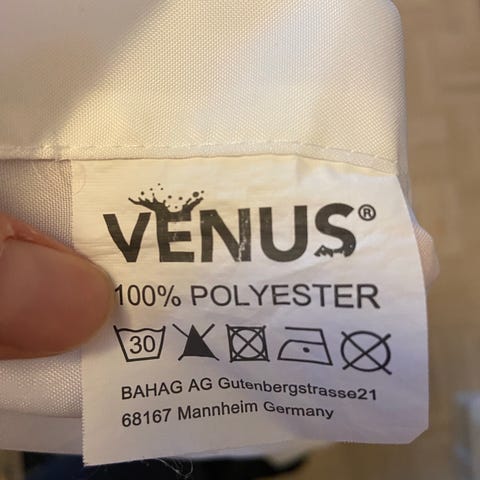 VENUS®
100% POLYESTER
30
BAHAG AG Gutenbergstrasse21
68167 Mannheim Germany